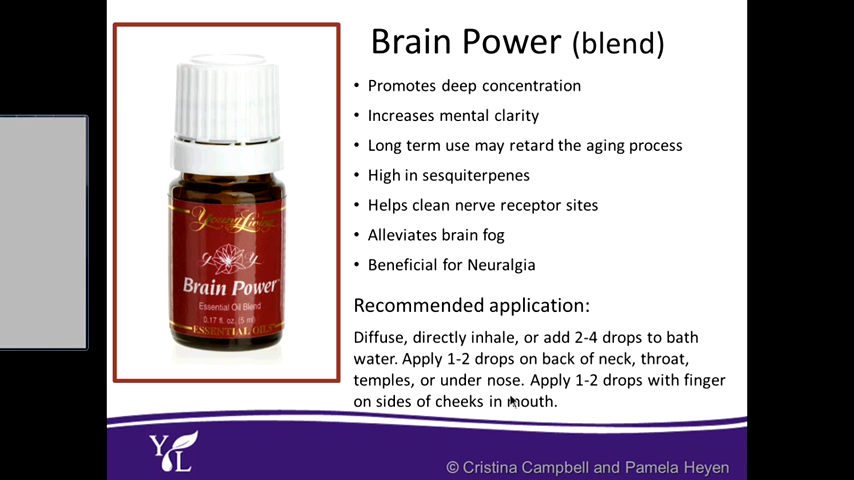 Brain Power (blend)
• Promotes deep concentration
• Increases mental clarity
• Long term use may retard the aging process
• High in sesquiterpenes
• Helps clean nerve receptor sites
• Alleviates brain fog
• Beneficial for Neuralgia
Recommended application:
Diffuse, directly inhale, or add 2-4 drops to bath
water. Apply 1-2 drops on back of neck, throat,
temples, or under nose. Apply 1-2 drops with finger
on sides of cheeks in mouth.
Young Living
Brain Power
Essential Oil Blend
0.17 fl. oz. (5 ml)
ESSENTIAL OILS
YL
© Cristina Campbell and Pamela Heyen